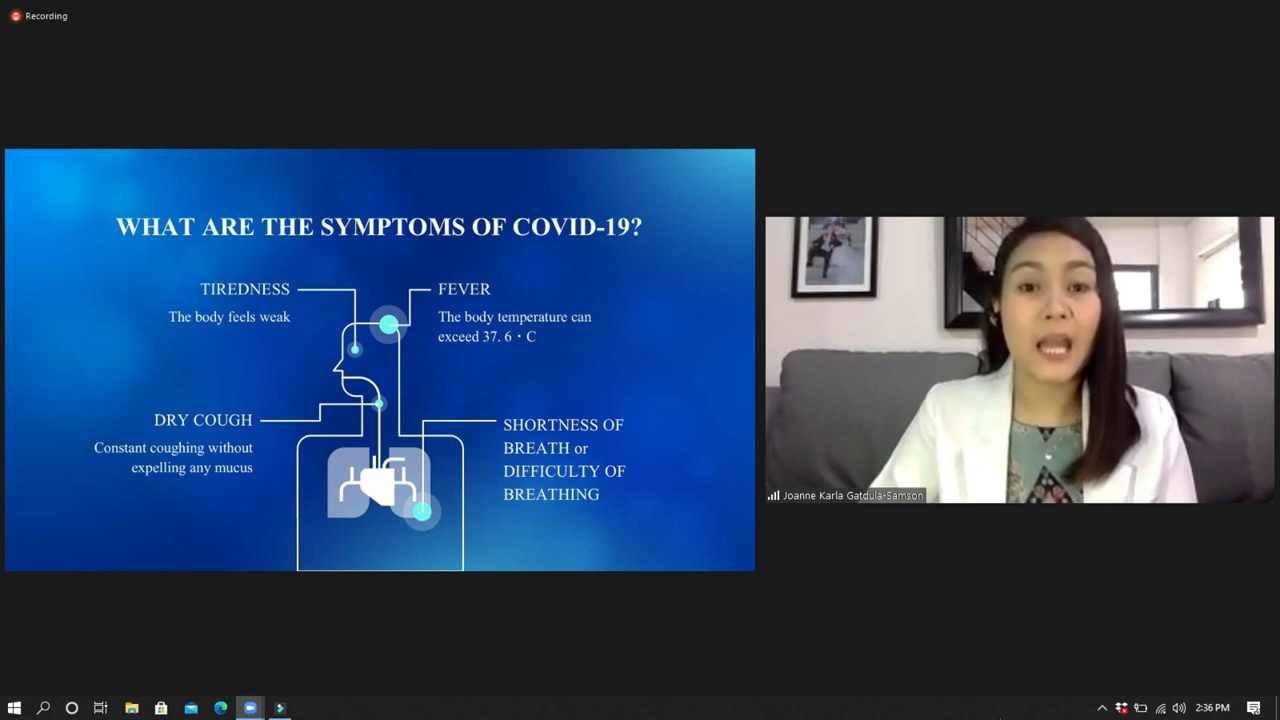 Recording
WHAT ARE THE SYMPTOMS OF COVID-19?
TIREDNESS
The body feels weak
FEVER
The body temperature can
exceed 37. 6 · C
DRY COUGH
Constant coughing without
expelling any mucus
SHORTNESS OF
BREATH or
DIFFICULTY OF
BREATHING
Joanne Karla Gatdula-Samson
2:36 PM